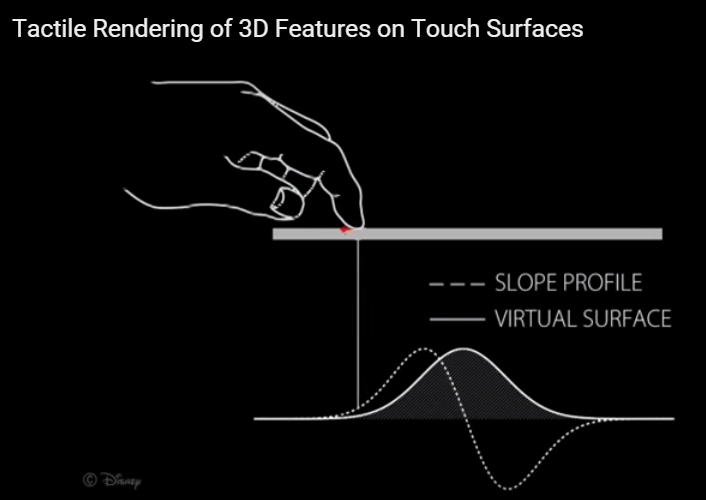 Tactile Rendering of 3D Features on Touch Surfaces
SLOPE PROFILE
VIRTUAL SURFACE
© Disney